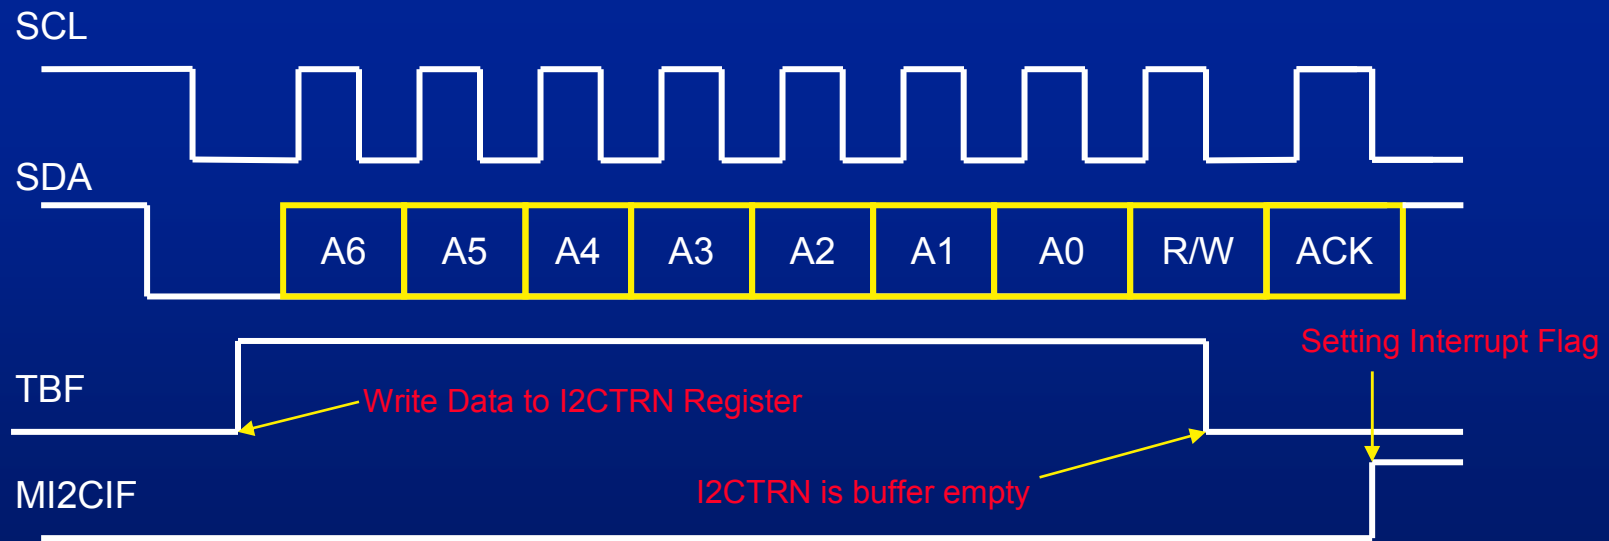 SCL
SDA
A6 A5 A4 A3 A2 A1 A0 R/W ACK
Setting Interrupt Flag
TBF
Write Data to I2CTRN Register
I2CTRN is buffer empty
MI2CIF